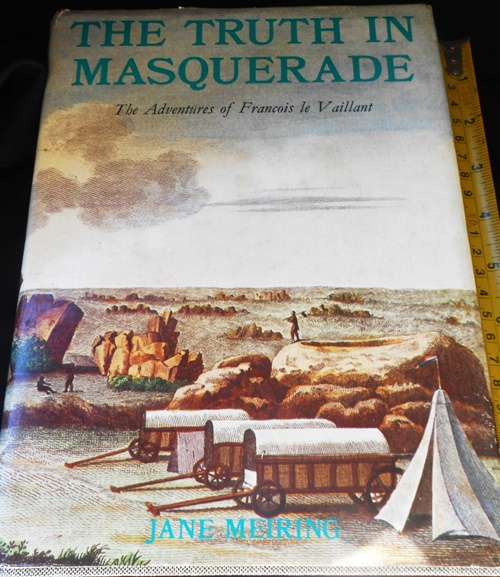 THE TRUTH IN
MASQUERADE
The Adventures of Francois le Vaillant
JANE MEIRING